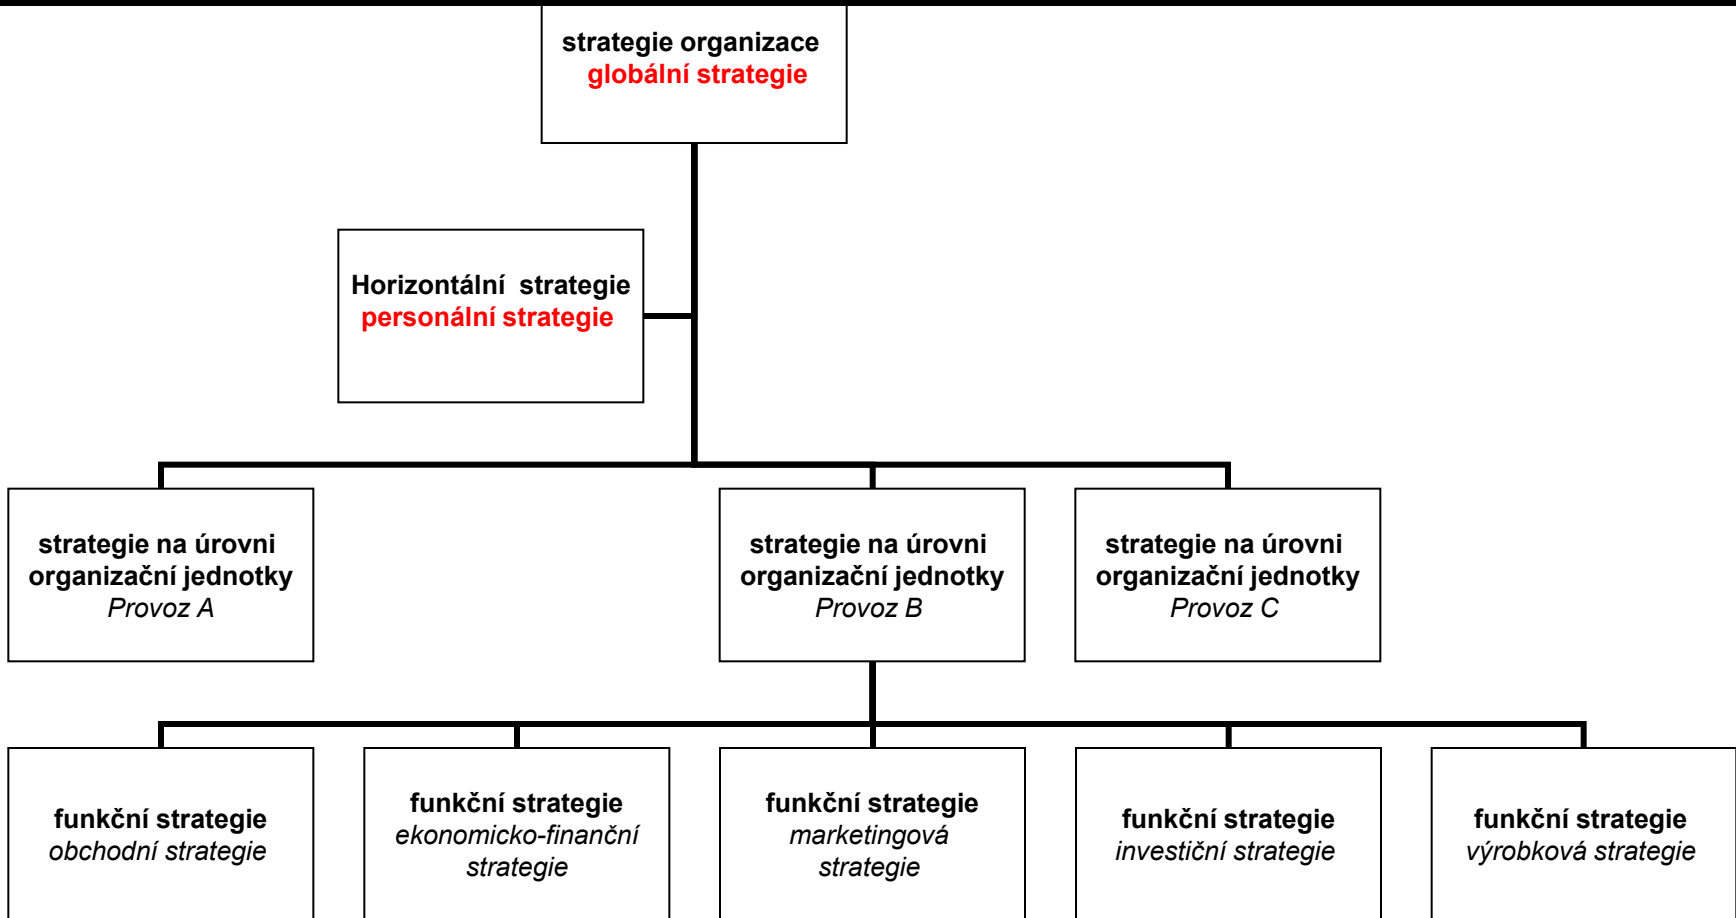 strategie organizace
globální strategie
Horizontální strategie
personální strategie
strategie na úrovni
organizační jednotky
Provoz A
strategie na úrovni
organizační jednotky
Provoz B
strategie na úrovni
organizační jednotky
Provoz C
funkční strategie
obchodní strategie
funkční strategie
ekonomicko-finanční
strategie
funkční strategie
marketingová
strategie
funkční strategie
investiční strategie
funkční strategie
výrobková strategie